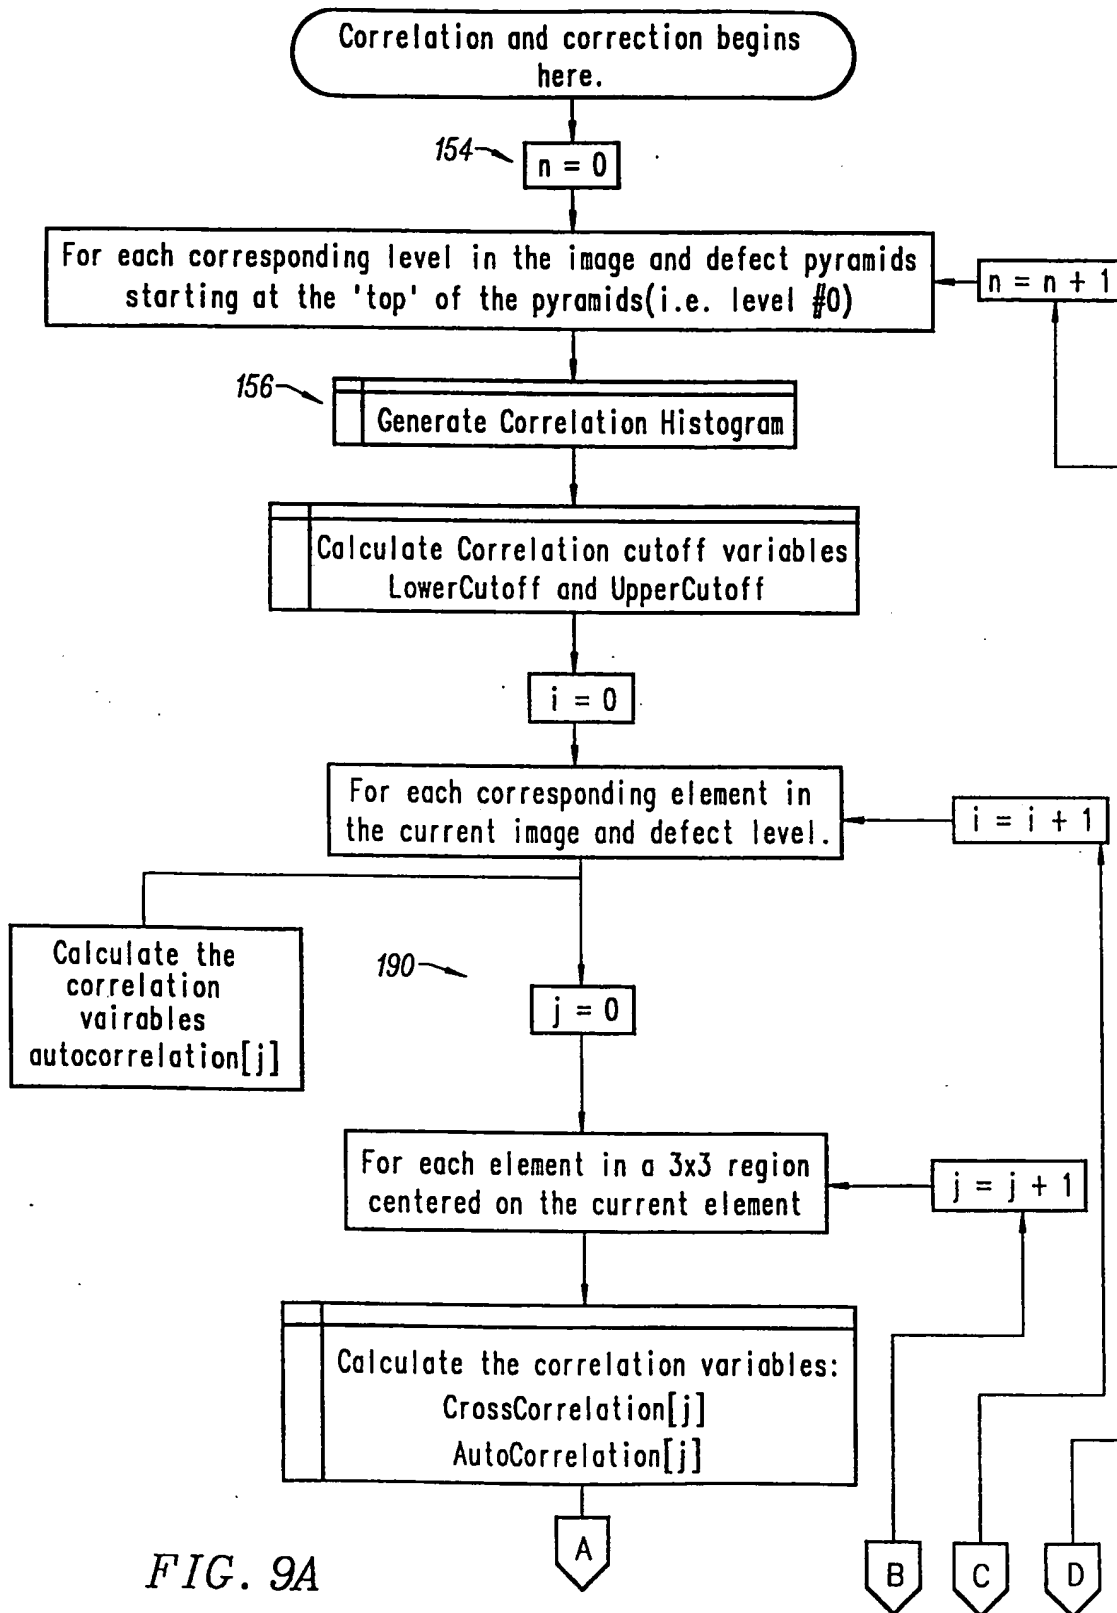 Correlation and correction begins
here.
154
n = 0
For each corresponding level in the image and defect pyramids
starting at the 'top' of the pyramids(i.e. level #0)
n = n + 1
156
Generate Correlation Histogram
Calculate Correlation cutoff variables
LowerCutoff and UpperCutoff
i = 0
For each corresponding element in
the current image and defect level.
i = i + 1
Calculate the
correlation
vairables
autocorrelation[j]
190
j = 0
For each element in a 3x3 region
centered on the current element
j = j + 1
Calculate the correlation variables:
CrossCorrelation[j]
AutoCorrelation[j]
A
B
C
D
FIG. 9A